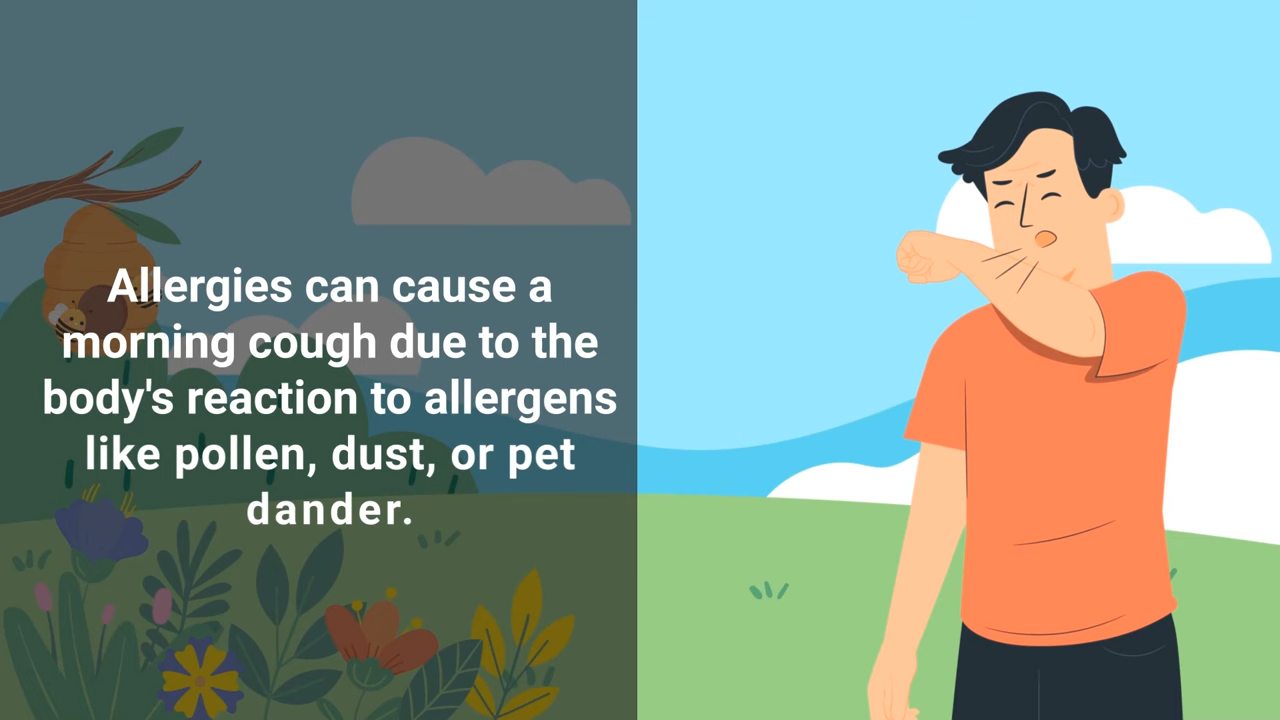 Allergies can cause a
morning cough due to the
body's reaction to allergens
like pollen, dust, or pet
dander.